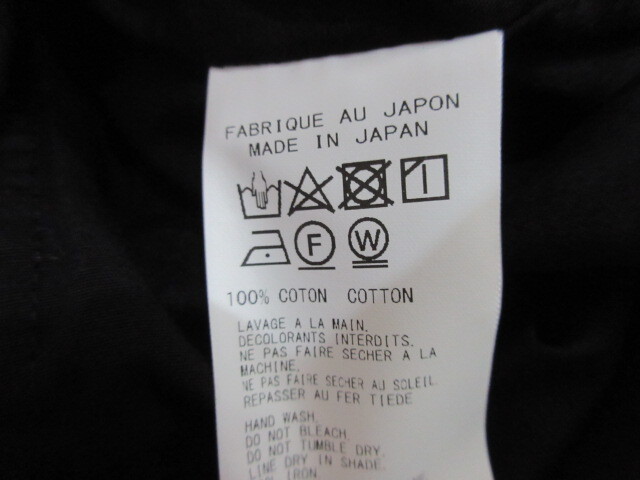 FABRIQUE AU JAPON
MADE IN JAPAN
F W
100% COTON COTTON
LAVAGE A LA MAIN.
DECOLORANTS INTERDITS.
NE PAS FAIRE SECHER A LA
MACHINE.
NE PAS FAIRE SECHER AU SOLEIL.
REPASSER AU FER TIEDE
HAND WASH.
DO NOT BLEACH.
DO NOT TUMBLE DRY.
LINE DRY IN SHADE.
IRON.